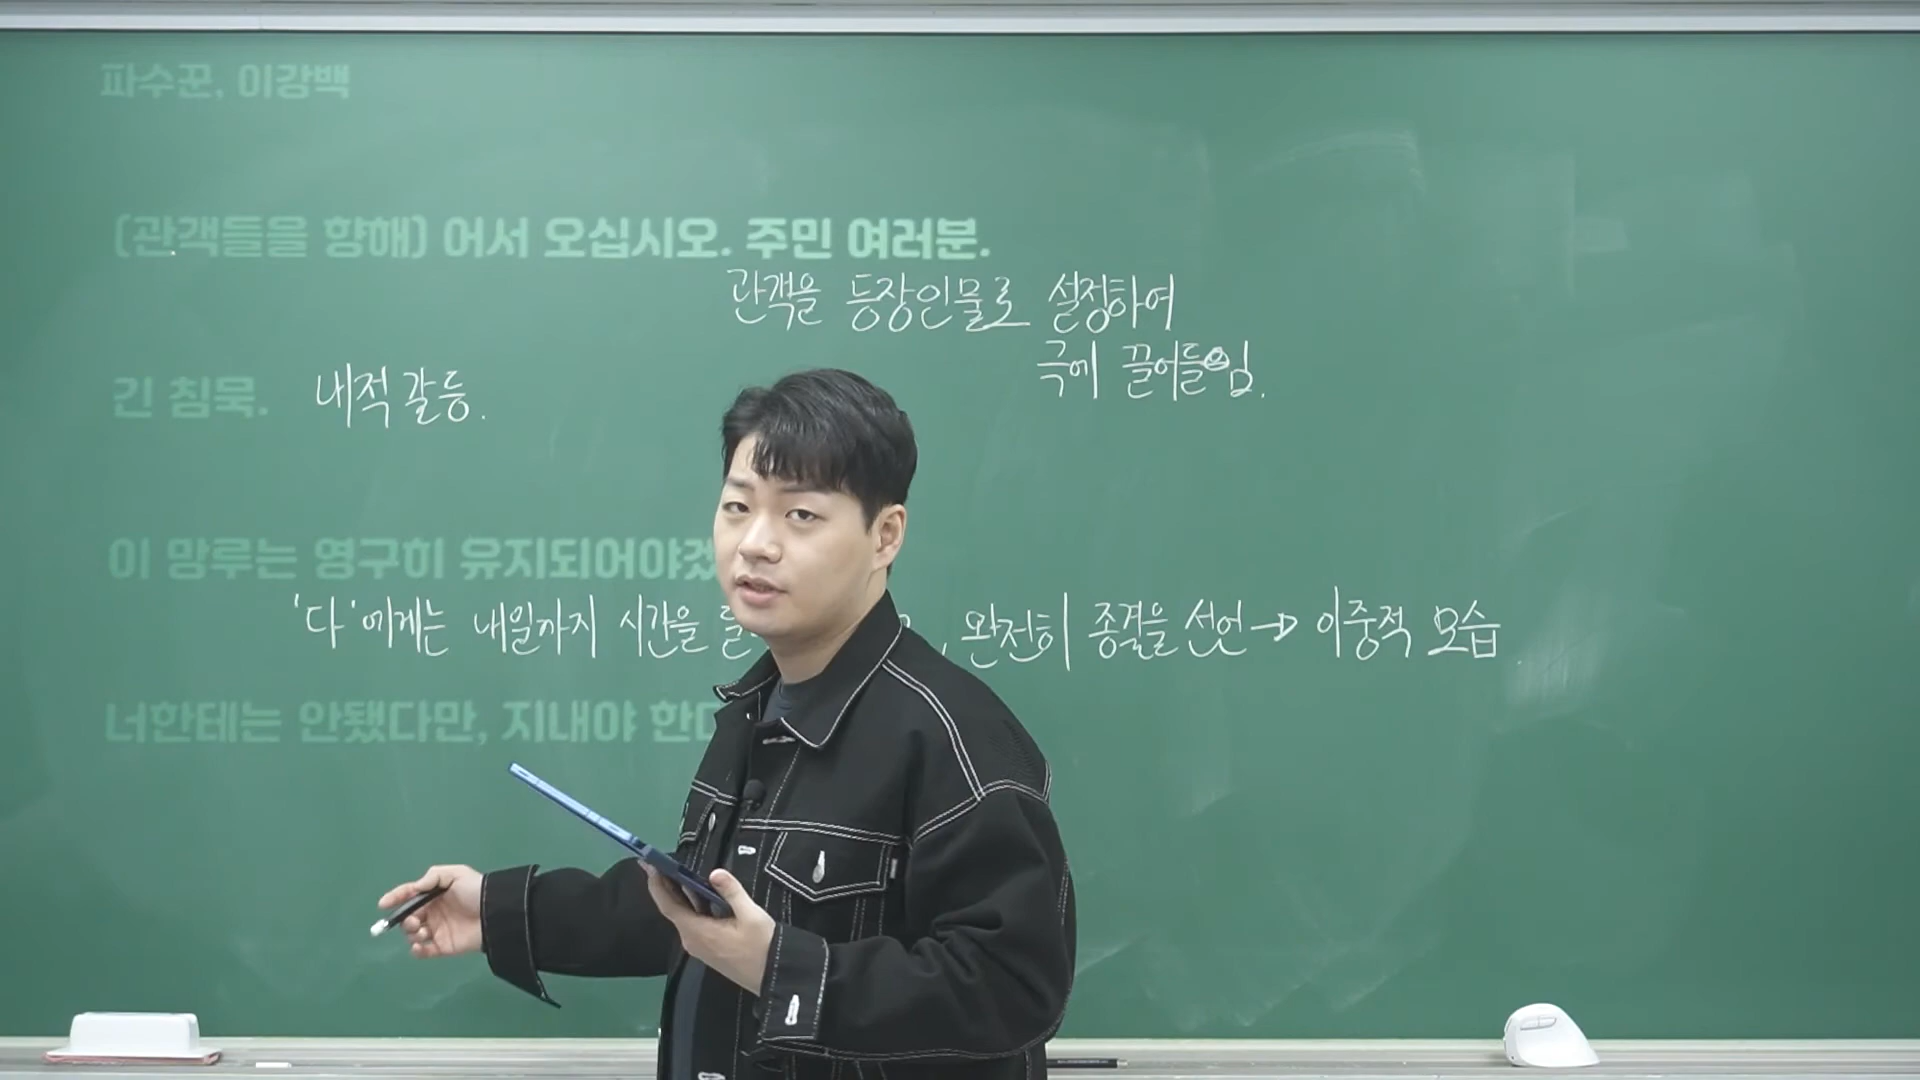 파수꾼, 이강백
(관객들을 향해) 어서 오십시오. 주민 여러분.
관객을 등장인물로 설정하여
극에 끌어들임.
긴 침묵. 내적 갈등.
이 망루는 영구히 유지되어야겠
'다'에게는 내일까지 시간을 , 완전히 종결을 선언 → 이중적 모습
너한테는 안됐다만, 지내야 한다